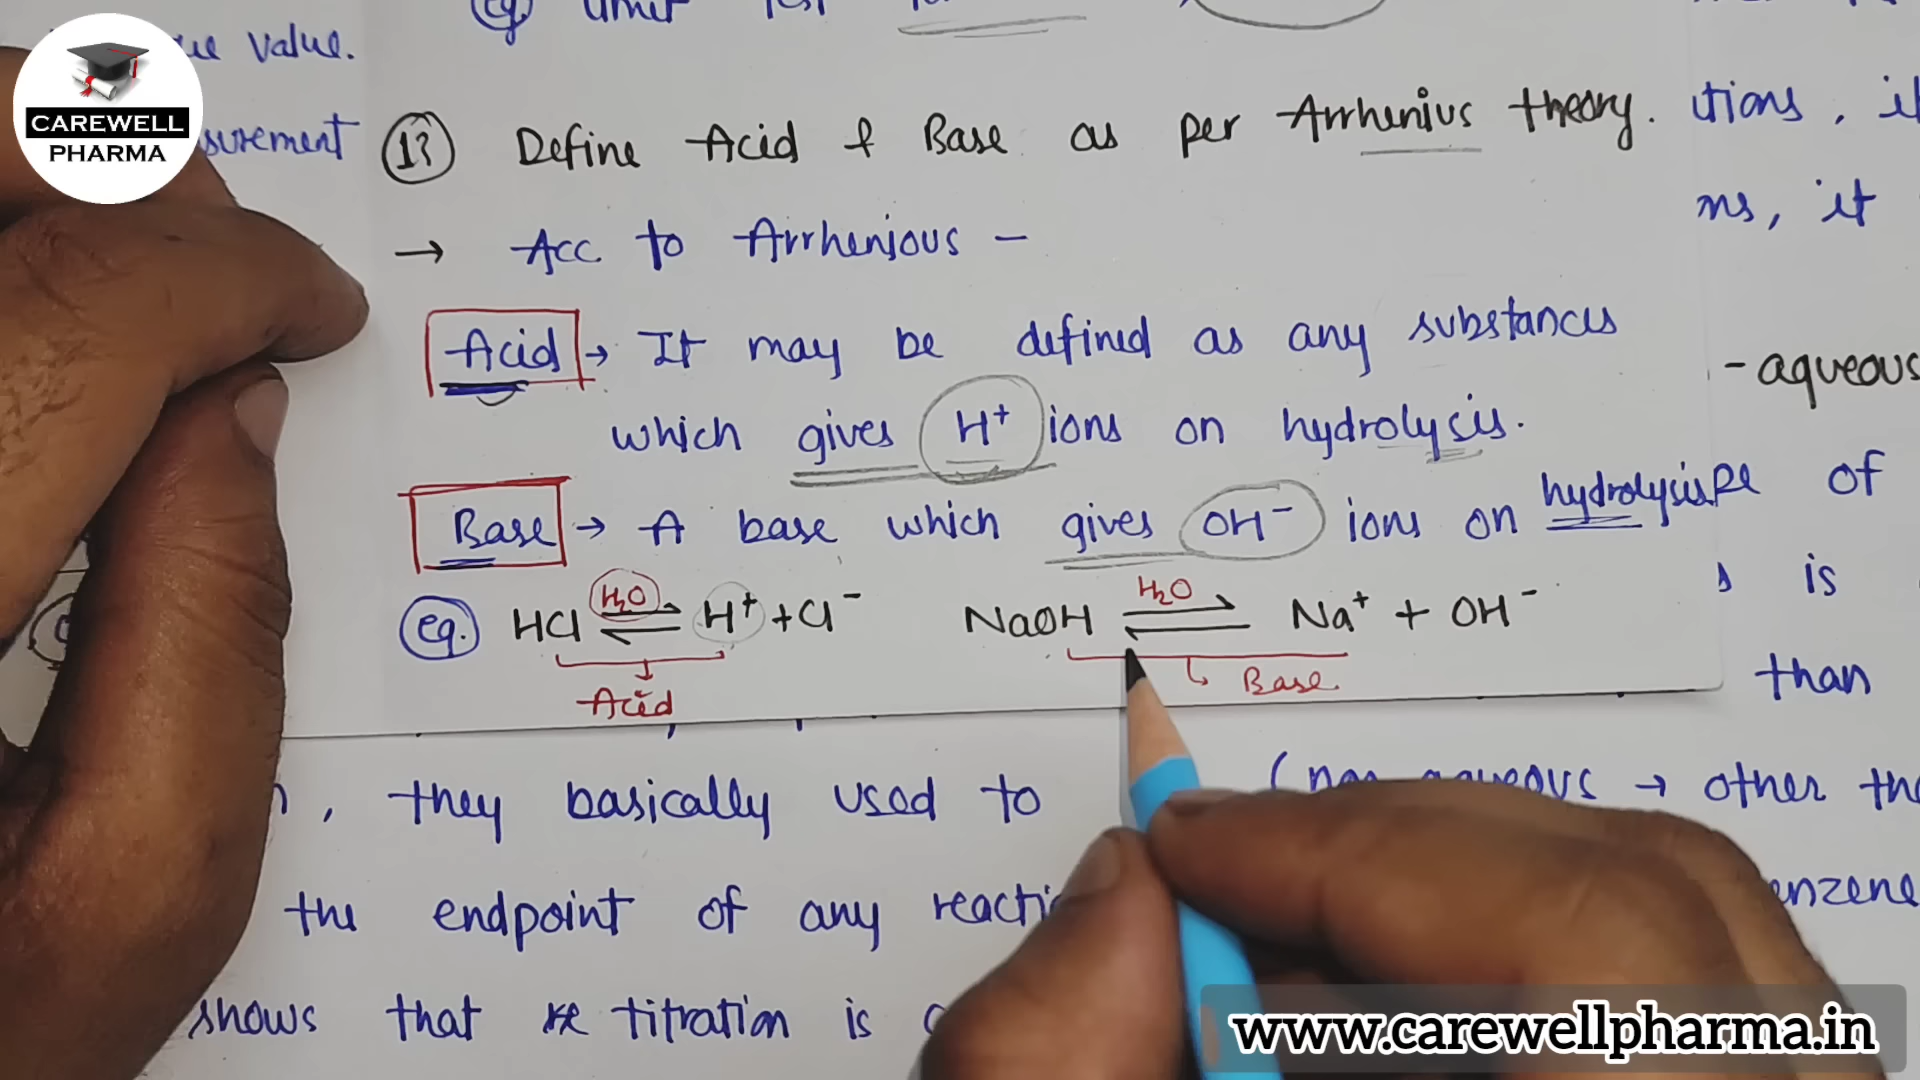 CAREWELL
PHARMA
value.
eg. limit test
13 Define Acid & Base as per Arrhenius theory.
→ Acc to Arrhenious -
Acid → It may be defined as any substances
which gives H⁺ ions on hydrolysis.
Base → A base which gives OH⁻ ions on hydrolysis
eg. HCl ⇌ H⁺ + Cl⁻ NaOH ⇌ Na⁺ + OH⁻
H₂O H₂O
Acid Base
- aqueous
of
is
than
, they basically used to
→ other
the endpoint of any
shows that titration is
www.carewellpharma.in